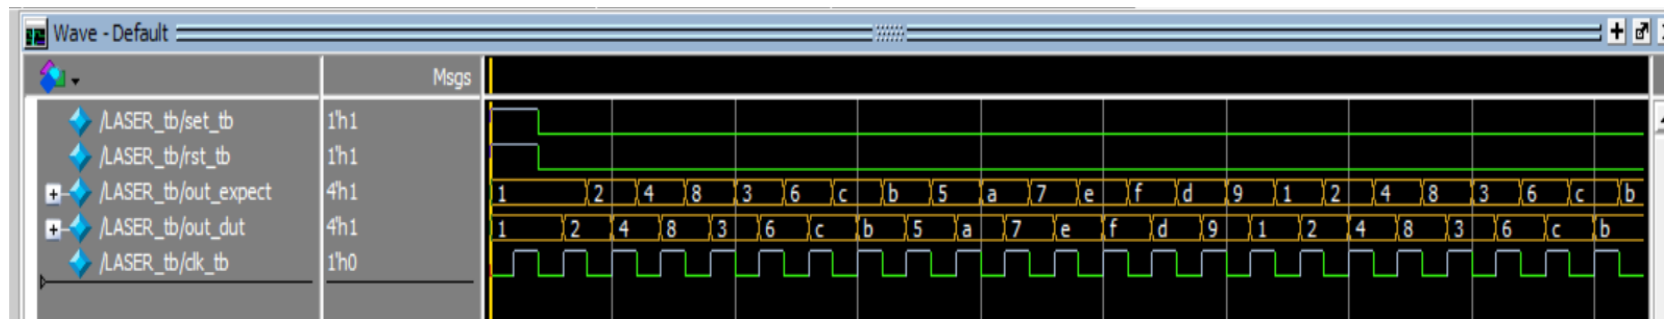 Wave - Default
Msgs
/LASER_tb/set_tb 1'h1
/LASER_tb/rst_tb 1'h1
/LASER_tb/out_expect 4'h1 1 2 4 8 3 6 c b 5 a 7 e f d 9 1 2 4 8 3 6 c b
/LASER_tb/out_dut 4'h1 1 2 4 8 3 6 c b 5 a 7 e f d 9 1 2 4 8 3 6 c b
/LASER_tb/clk_tb 1'h0